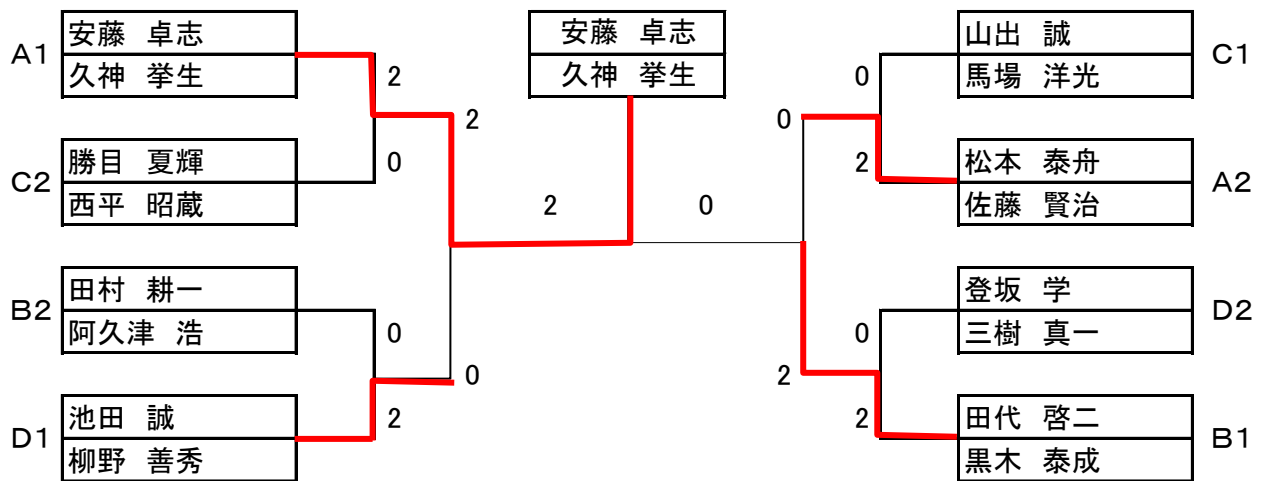 安藤　卓志
安藤　卓志
山出　誠
A1
C1
久神　挙生
2
久神　挙生
0
馬場　洋光
2
0
勝目　夏輝
0
2
松本　泰舟
C2
A2
西平　昭蔵
2
0
佐藤　賢治
田村　耕一
登坂　学
B2
D2
阿久津　浩
0
0
三樹　真一
0
2
池田　誠
2
2
田代　啓二
D1
B1
柳野　善秀
黒木　泰成